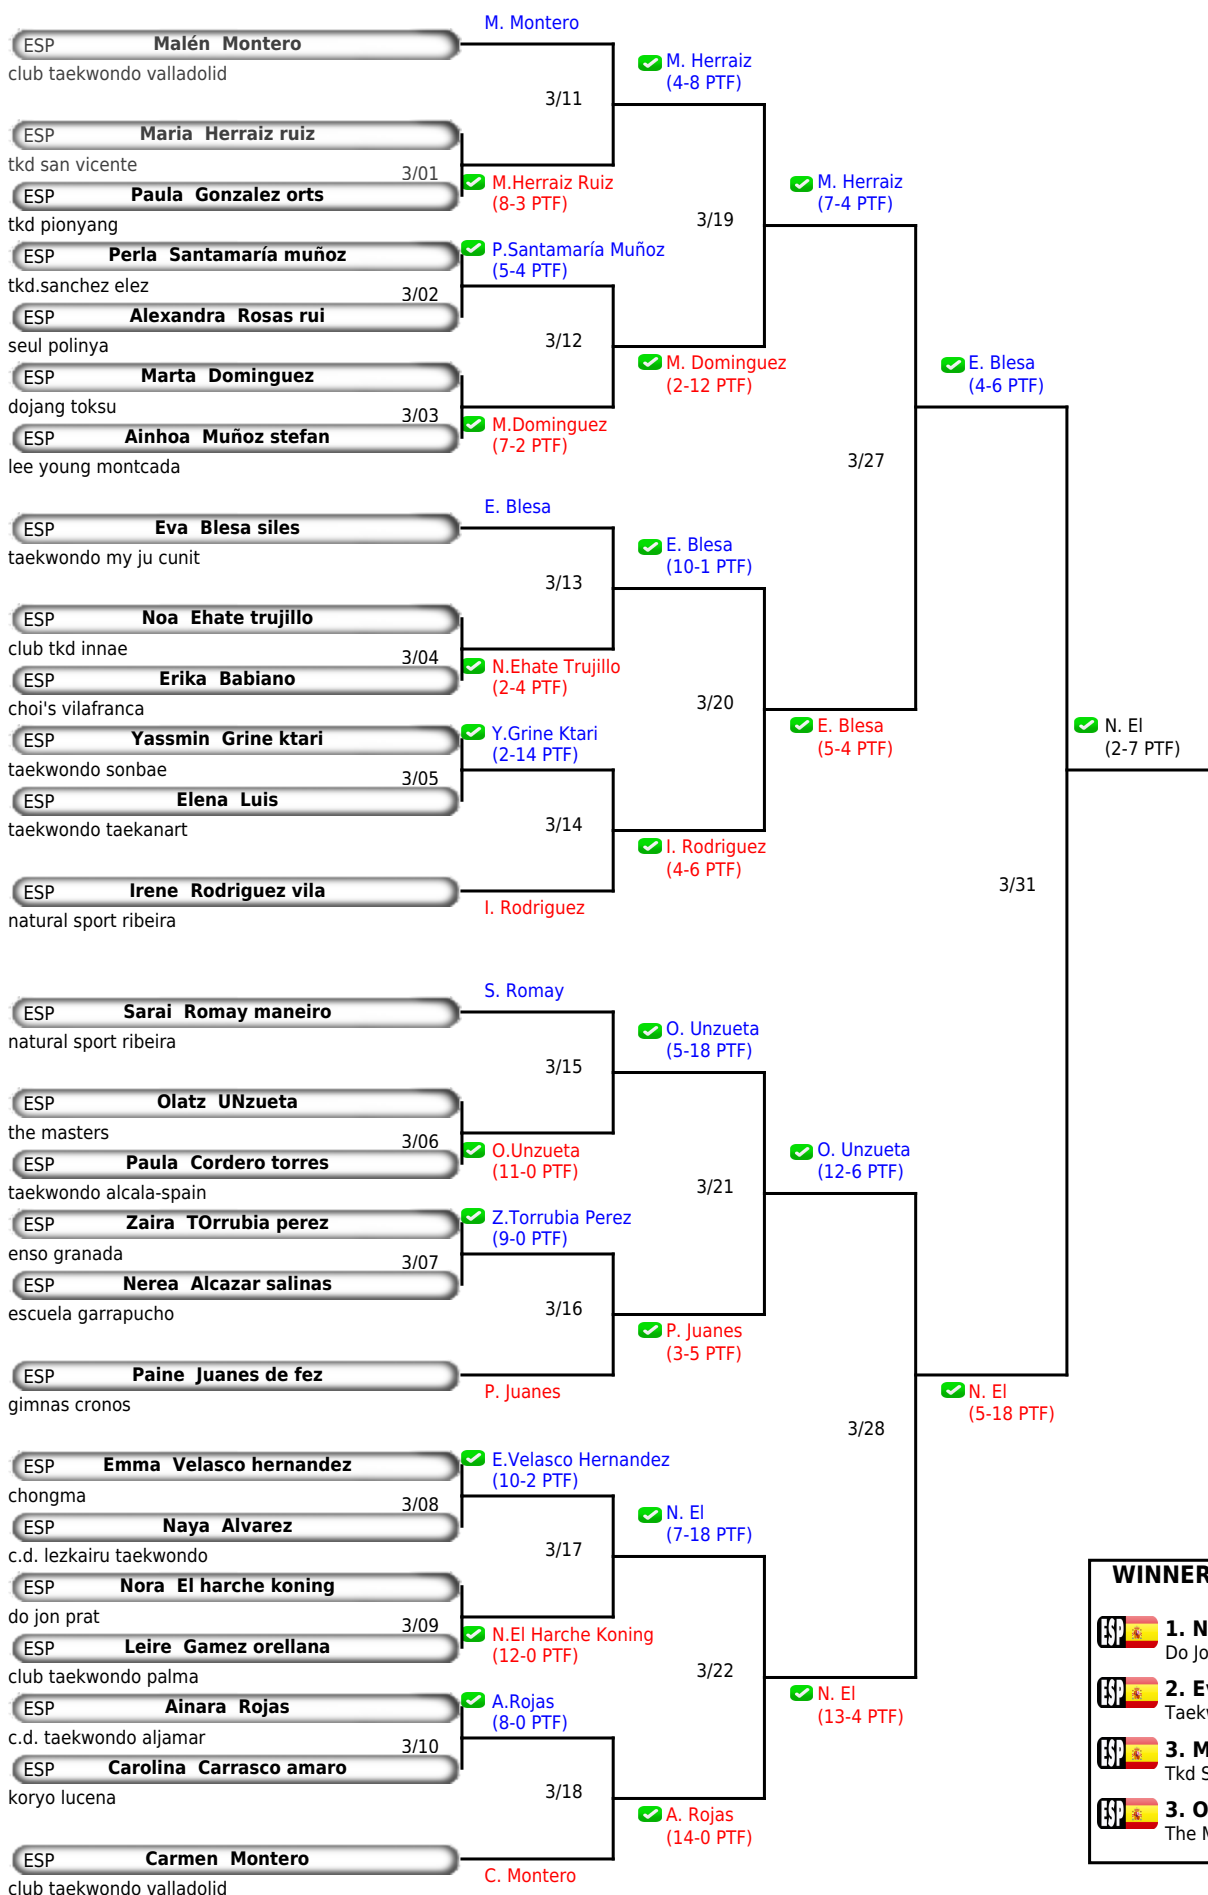 M. Montero
ESP Malén Montero
club taekwondo valladolid
M. Herraiz
(4-8 PTF)
3/11
ESP Maria Herraiz ruiz
tkd san vicente
3/01
M.Herraiz Ruiz
(8-3 PTF)
ESP Paula Gonzalez orts
tkd pionyang
M. Herraiz
(7-4 PTF)
3/19
ESP Perla Santamaría muñoz
tkd.sanchez elez
P.Santamaría Muñoz
(5-4 PTF)
3/02
ESP Alexandra Rosas rui
seul polinya
3/12
M. Dominguez
(2-12 PTF)
ESP Marta Dominguez
dojang toksu
3/03
M.Dominguez
(7-2 PTF)
ESP Ainhoa Muñoz stefan
lee young montcada
E. Blesa
(4-6 PTF)
3/27
E. Blesa
ESP Eva Blesa siles
taekwondo my ju cunit
E. Blesa
(10-1 PTF)
3/13
ESP Noa Ehate trujillo
club tkd innae
3/04
N.Ehate Trujillo
(2-4 PTF)
ESP Erika Babiano
choi's vilafranca
3/20
ESP Yassmin Grine ktari
taekwondo sonbae
Y.Grine Ktari
(2-14 PTF)
E. Blesa
(5-4 PTF)
N. El
(2-7 PTF)
3/05
ESP Elena Luis
taekwondo taekanart
3/14
I. Rodriguez
(4-6 PTF)
ESP Irene Rodriguez vila
natural sport ribeira
I. Rodriguez
3/31
S. Romay
ESP Sarai Romay maneiro
natural sport ribeira
O. Unzueta
(5-18 PTF)
3/15
ESP Olatz UNzueta
the masters
3/06
O.Unzueta
(11-0 PTF)
ESP Paula Cordero torres
taekwondo alcala-spain
O. Unzueta
(12-6 PTF)
3/21
ESP Zaira TOrrubia perez
enso granada
Z.Torrubia Perez
(9-0 PTF)
3/07
ESP Nerea Alcazar salinas
escuela garrapucho
3/16
P. Juanes
(3-5 PTF)
ESP Paine Juanes de fez
gimnas cronos
P. Juanes
N. El
(5-18 PTF)
3/28
ESP Emma Velasco hernandez
chongma
E.Velasco Hernandez
(10-2 PTF)
3/08
ESP Naya Alvarez
c.d. lezkairu taekwondo
N. El
(7-18 PTF)
3/17
ESP Nora El harche koning
do jon prat
3/09
N.El Harche Koning
(12-0 PTF)
ESP Leire Gamez orellana
club taekwondo palma
3/22
ESP Ainara Rojas
c.d. taekwondo aljamar
A.Rojas
(8-0 PTF)
N. El
(13-4 PTF)
3/10
ESP Carolina Carrasco amaro
koryo lucena
3/18
A. Rojas
(14-0 PTF)
ESP Carmen Montero
club taekwondo valladolid
C. Montero
WINNER
ESP 1. N
Do Jo
ESP 2. Ev
Taekw
ESP 3. M
Tkd S
ESP 3. O
The M